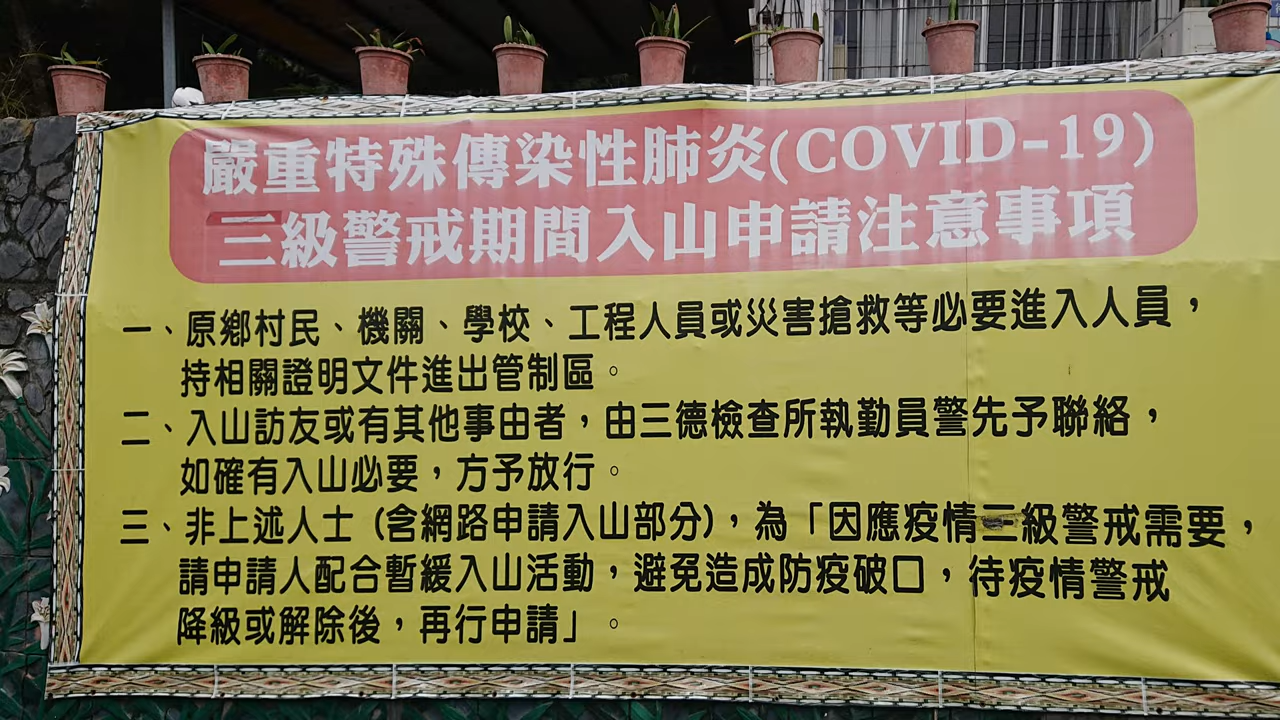 嚴重特殊傳染性肺炎(COVID-19)
三級警戒期間入山申請注意事項
一、原鄉村民、機關、學校、工程人員或災害搶救等必要進入人員，
持相關證明文件進出管制區。
二、入山訪友或有其他事由者，由三德檢查所執勤員警先予聯絡，
如確有入山必要，方予放行。
三、非上述人士(含網路申請入山部分)，為「因應疫情三級警戒需要，
請申請人配合暫緩入山活動，避免造成防疫破口，待疫情警戒
降級或解除後，再行申請」。